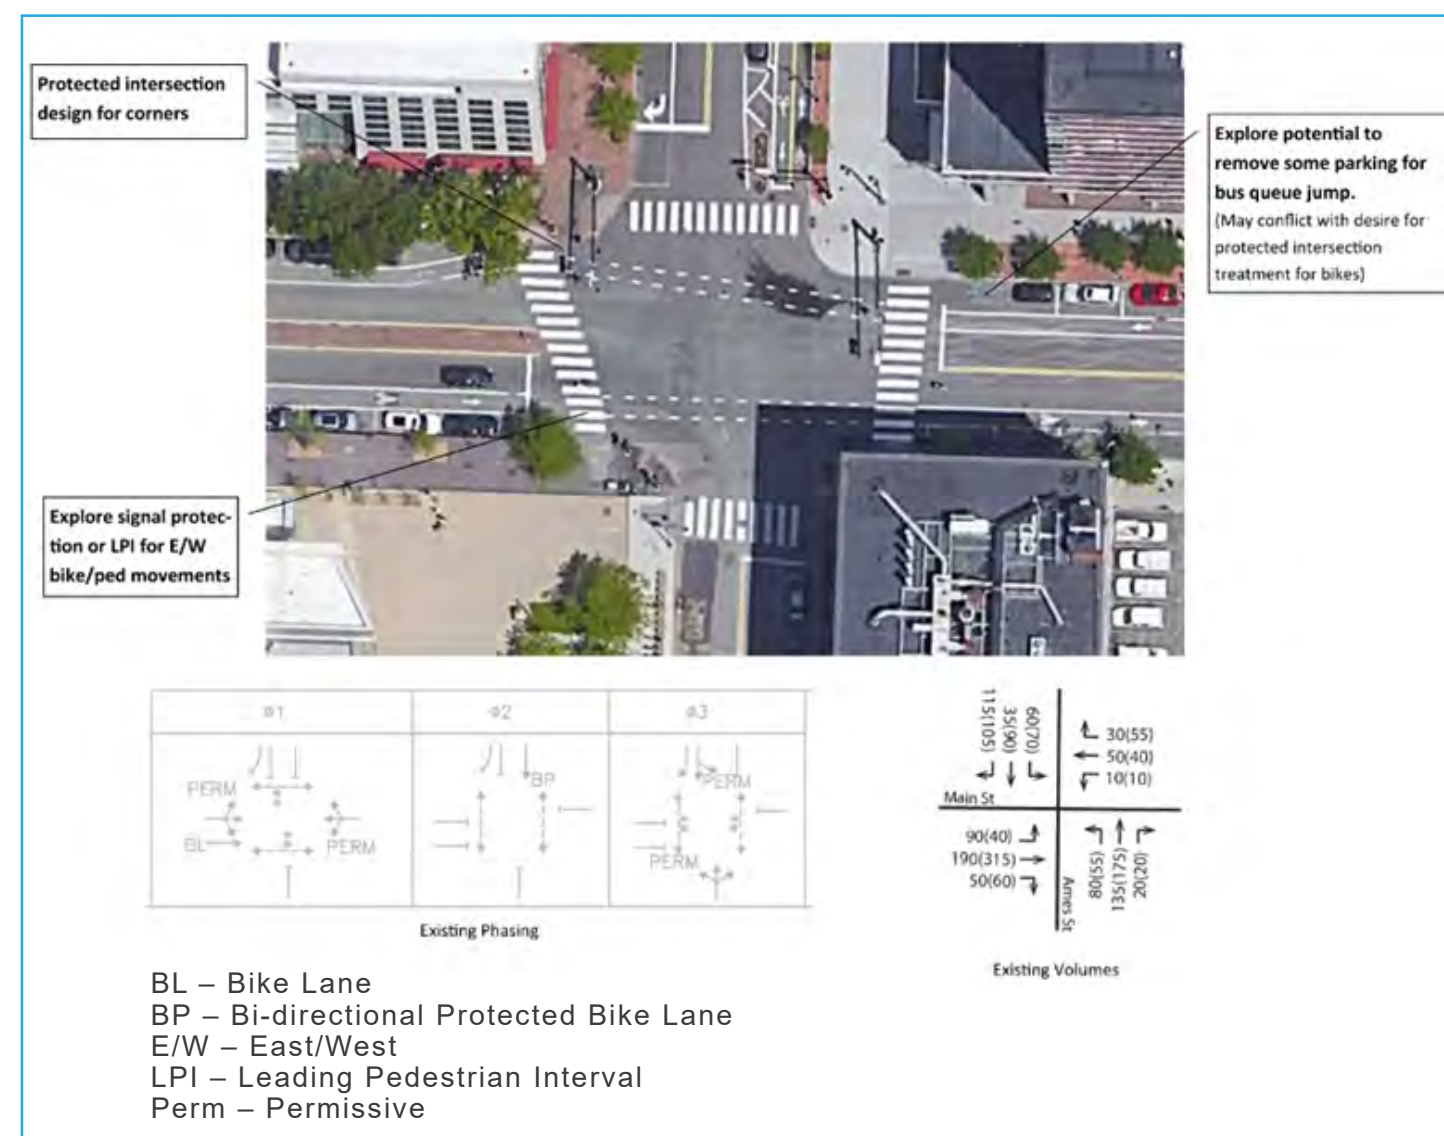 Protected intersection
design for corners
Explore potential to
remove some parking for
bus queue jump.
(May conflict with desire for
protected intersection
treatment for bikes)
Explore signal protec-
tion or LPI for E/W
bike/ped movements
ø1
ø2
ø3
PERM
BL
PERM
BP
PERM
PERM
Existing Phasing
115(105)
35(90)
60(70)
30(55)
50(40)
10(10)
Main St
90(40)
190(315)
50(60)
Ames St
80(55)
135(175)
20(20)
Existing Volumes
BL – Bike Lane
BP – Bi-directional Protected Bike Lane
E/W – East/West
LPI – Leading Pedestrian Interval
Perm – Permissive